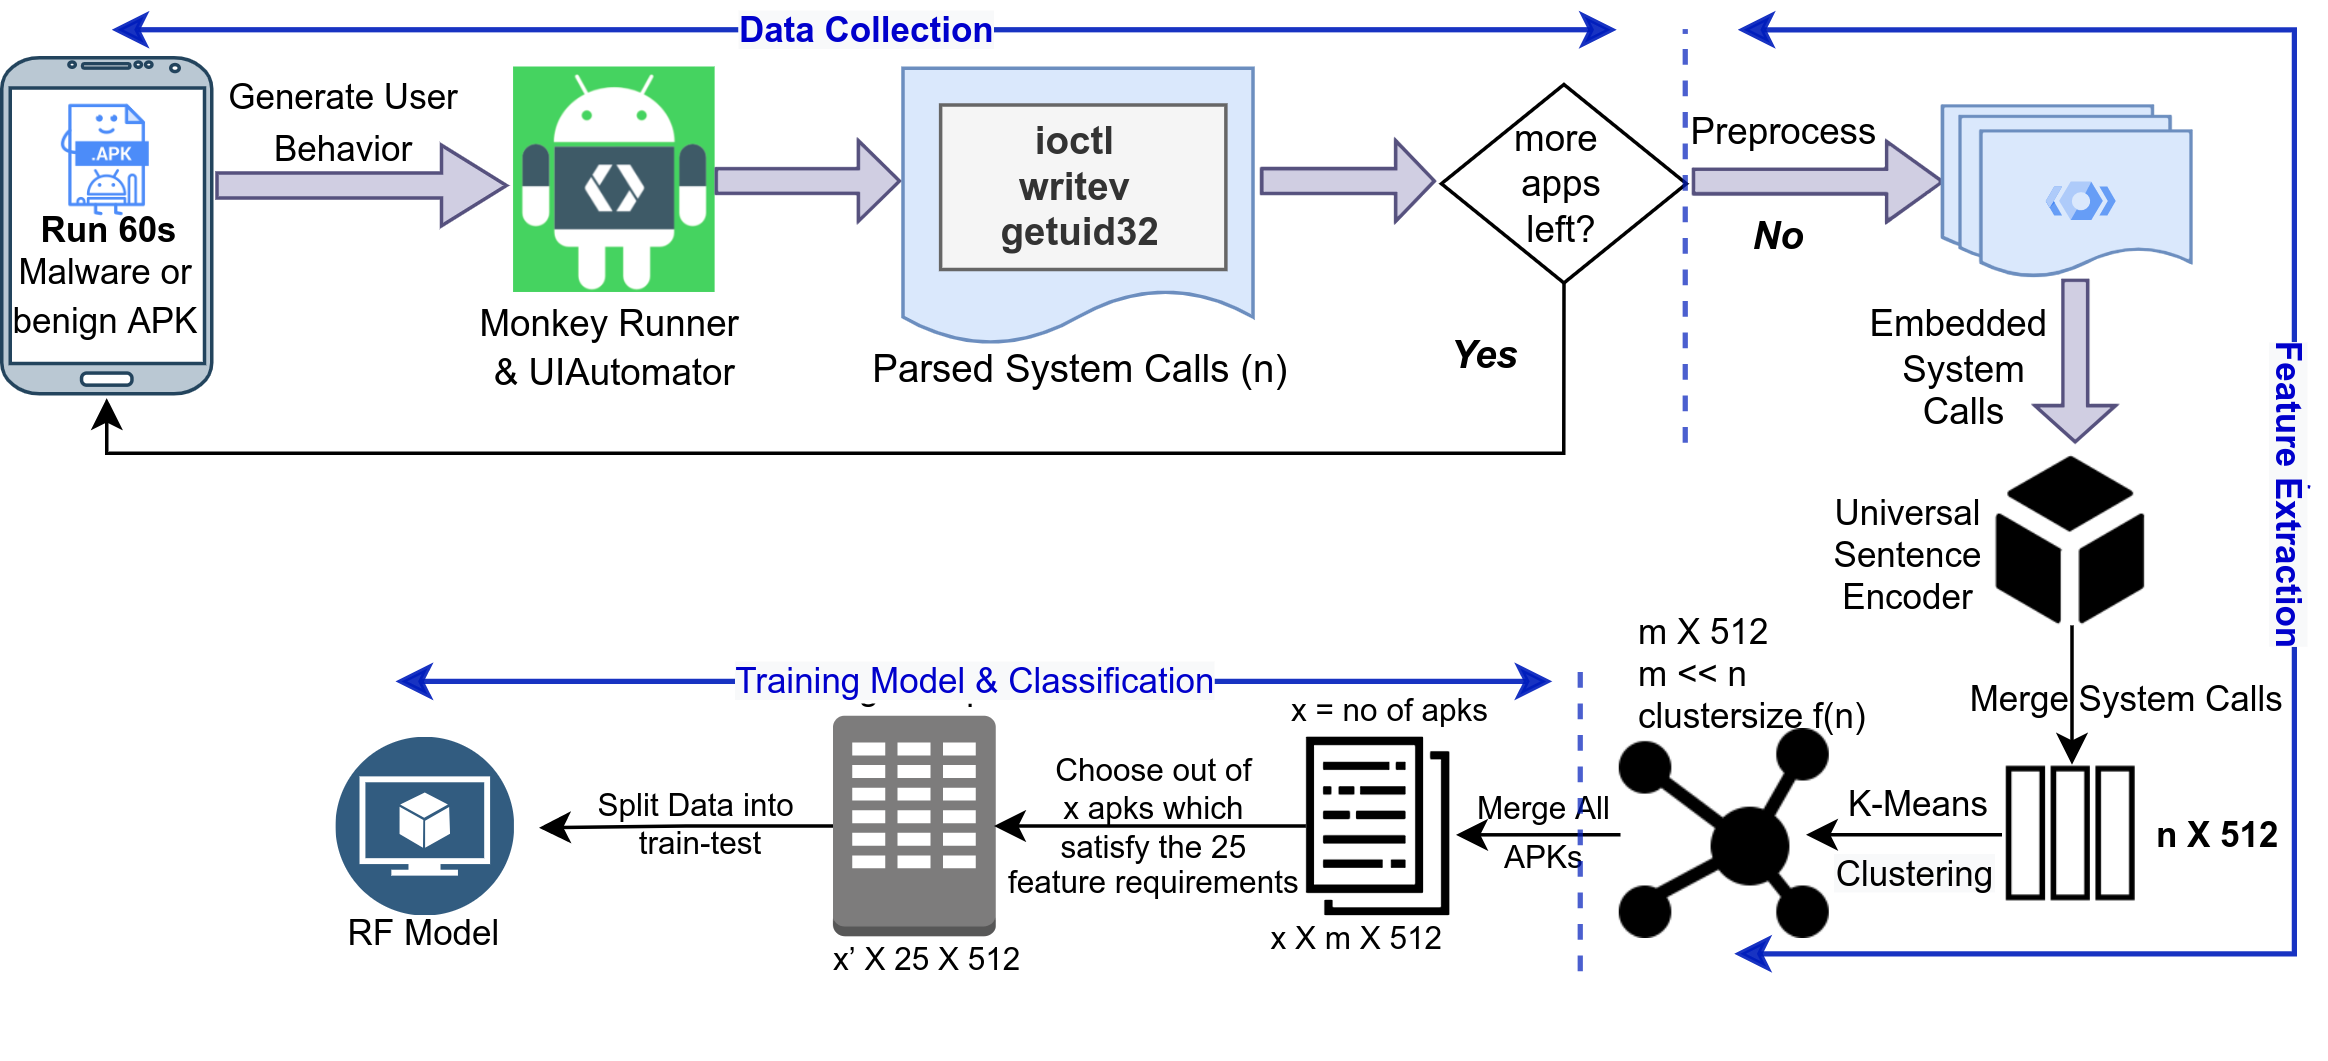 Data Collection
Generate User
Behavior
.APK
Run 60s
Malware or
benign APK
Monkey Runner
& UIAutomator
ioctl
writev
getuid32
Parsed System Calls (n)
more
apps
left?
Yes
Preprocess
No
Embedded
System
Calls
Feature Extraction
Universal
Sentence
Encoder
Merge System Calls
n X 512
K-Means
Clustering
m X 512
m << n
clustersize f(n)
Merge All
APKs
Training Model & Classification
x = no of apks
x X m X 512
Choose out of
x apks which
satisfy the 25
feature requirements
x’ X 25 X 512
Split Data into
train-test
RF Model